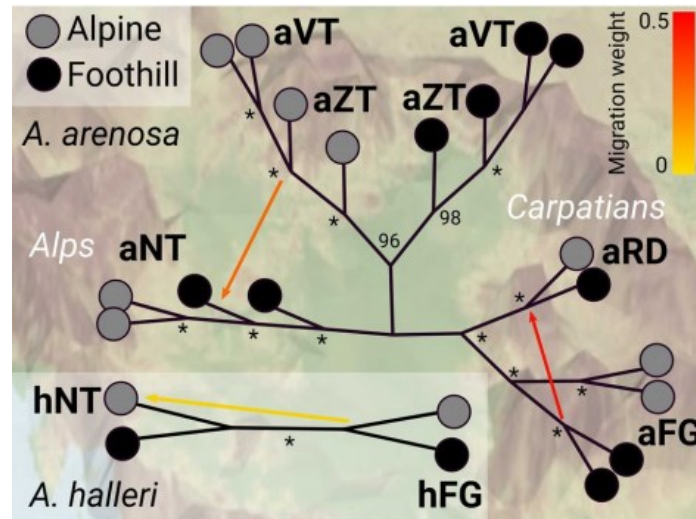 Alpine
Foothill
A. arenosa
aVT
aVT
aZT
aZT
0.5
Migration weight
0
*
*
*
*
98
96
Carpatians
Alps
aNT
aRD
*
*
*
*
*
*
*
*
hNT
*
aFG
*
A. halleri
hFG